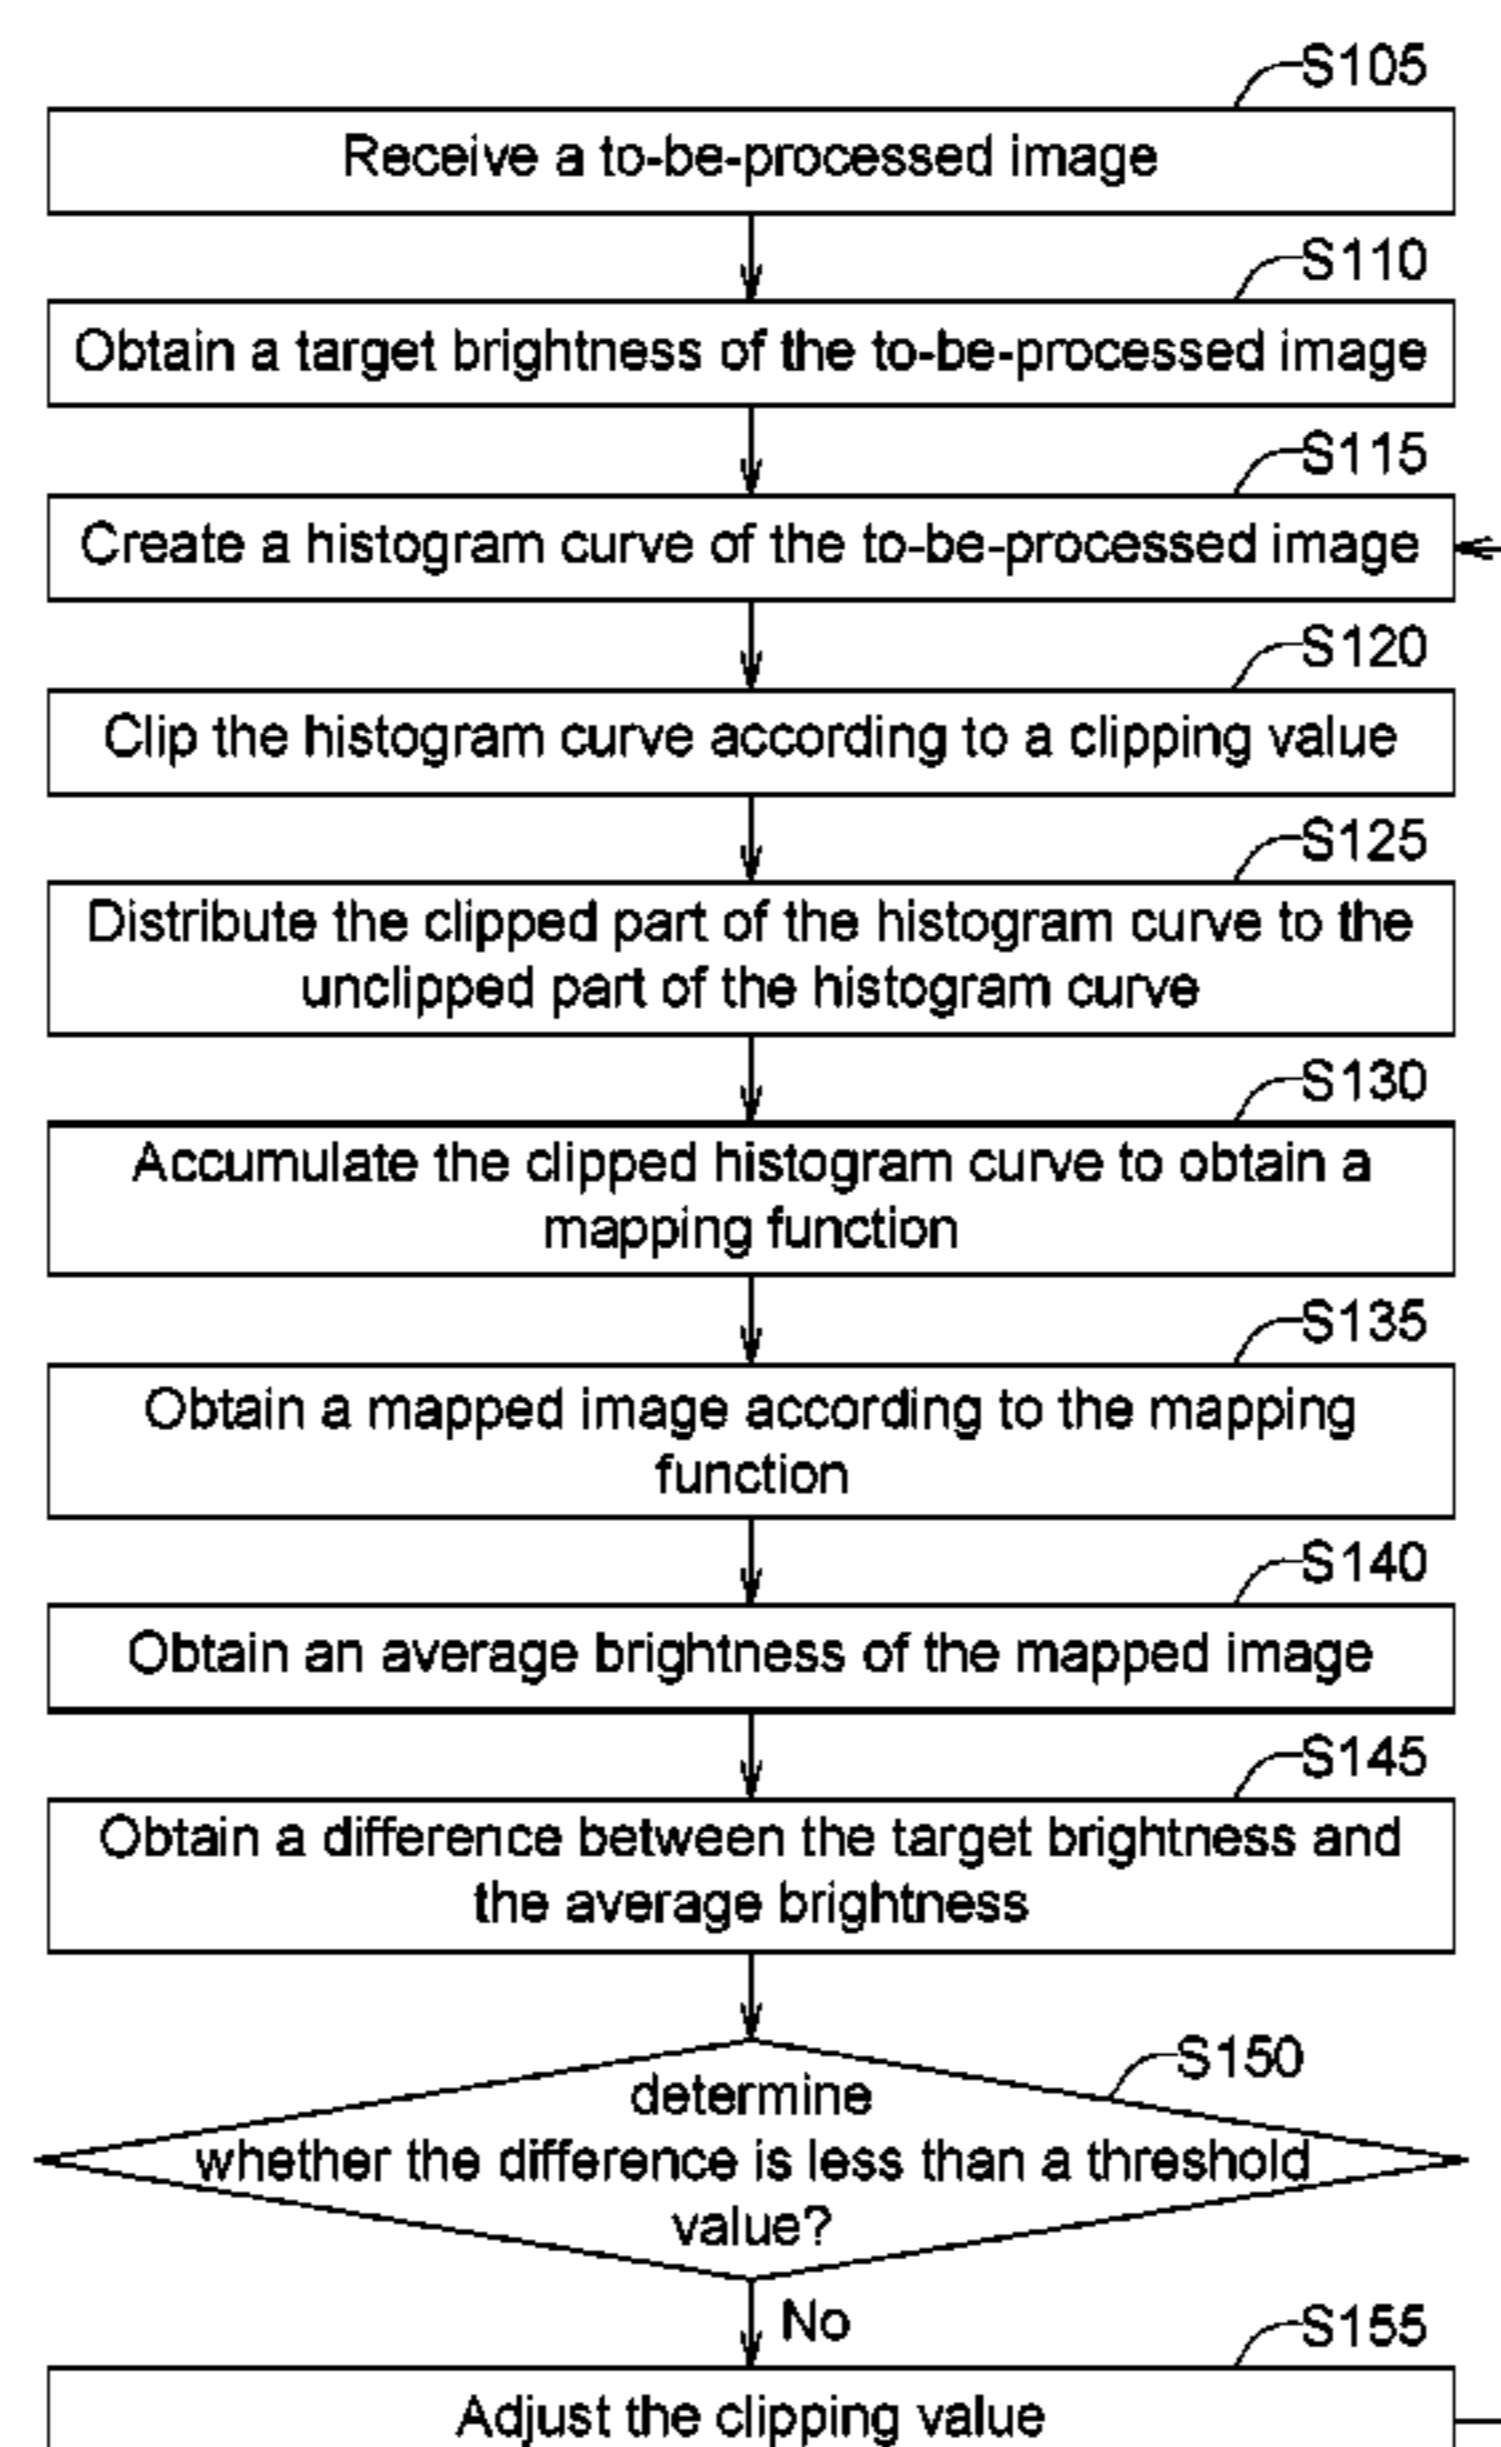 S105
Receive a to-be-processed image
S110
Obtain a target brightness of the to-be-processed image
S115
Create a histogram curve of the to-be-processed image
S120
Clip the histogram curve according to a clipping value
S125
Distribute the clipped part of the histogram curve to the
unclipped part of the histogram curve
S130
Accumulate the clipped histogram curve to obtain a
mapping function
S135
Obtain a mapped image according to the mapping
function
S140
Obtain an average brightness of the mapped image
S145
Obtain a difference between the target brightness and
the average brightness
S150
determine
whether the difference is less than a threshold
value?
No
S155
Adjust the clipping value